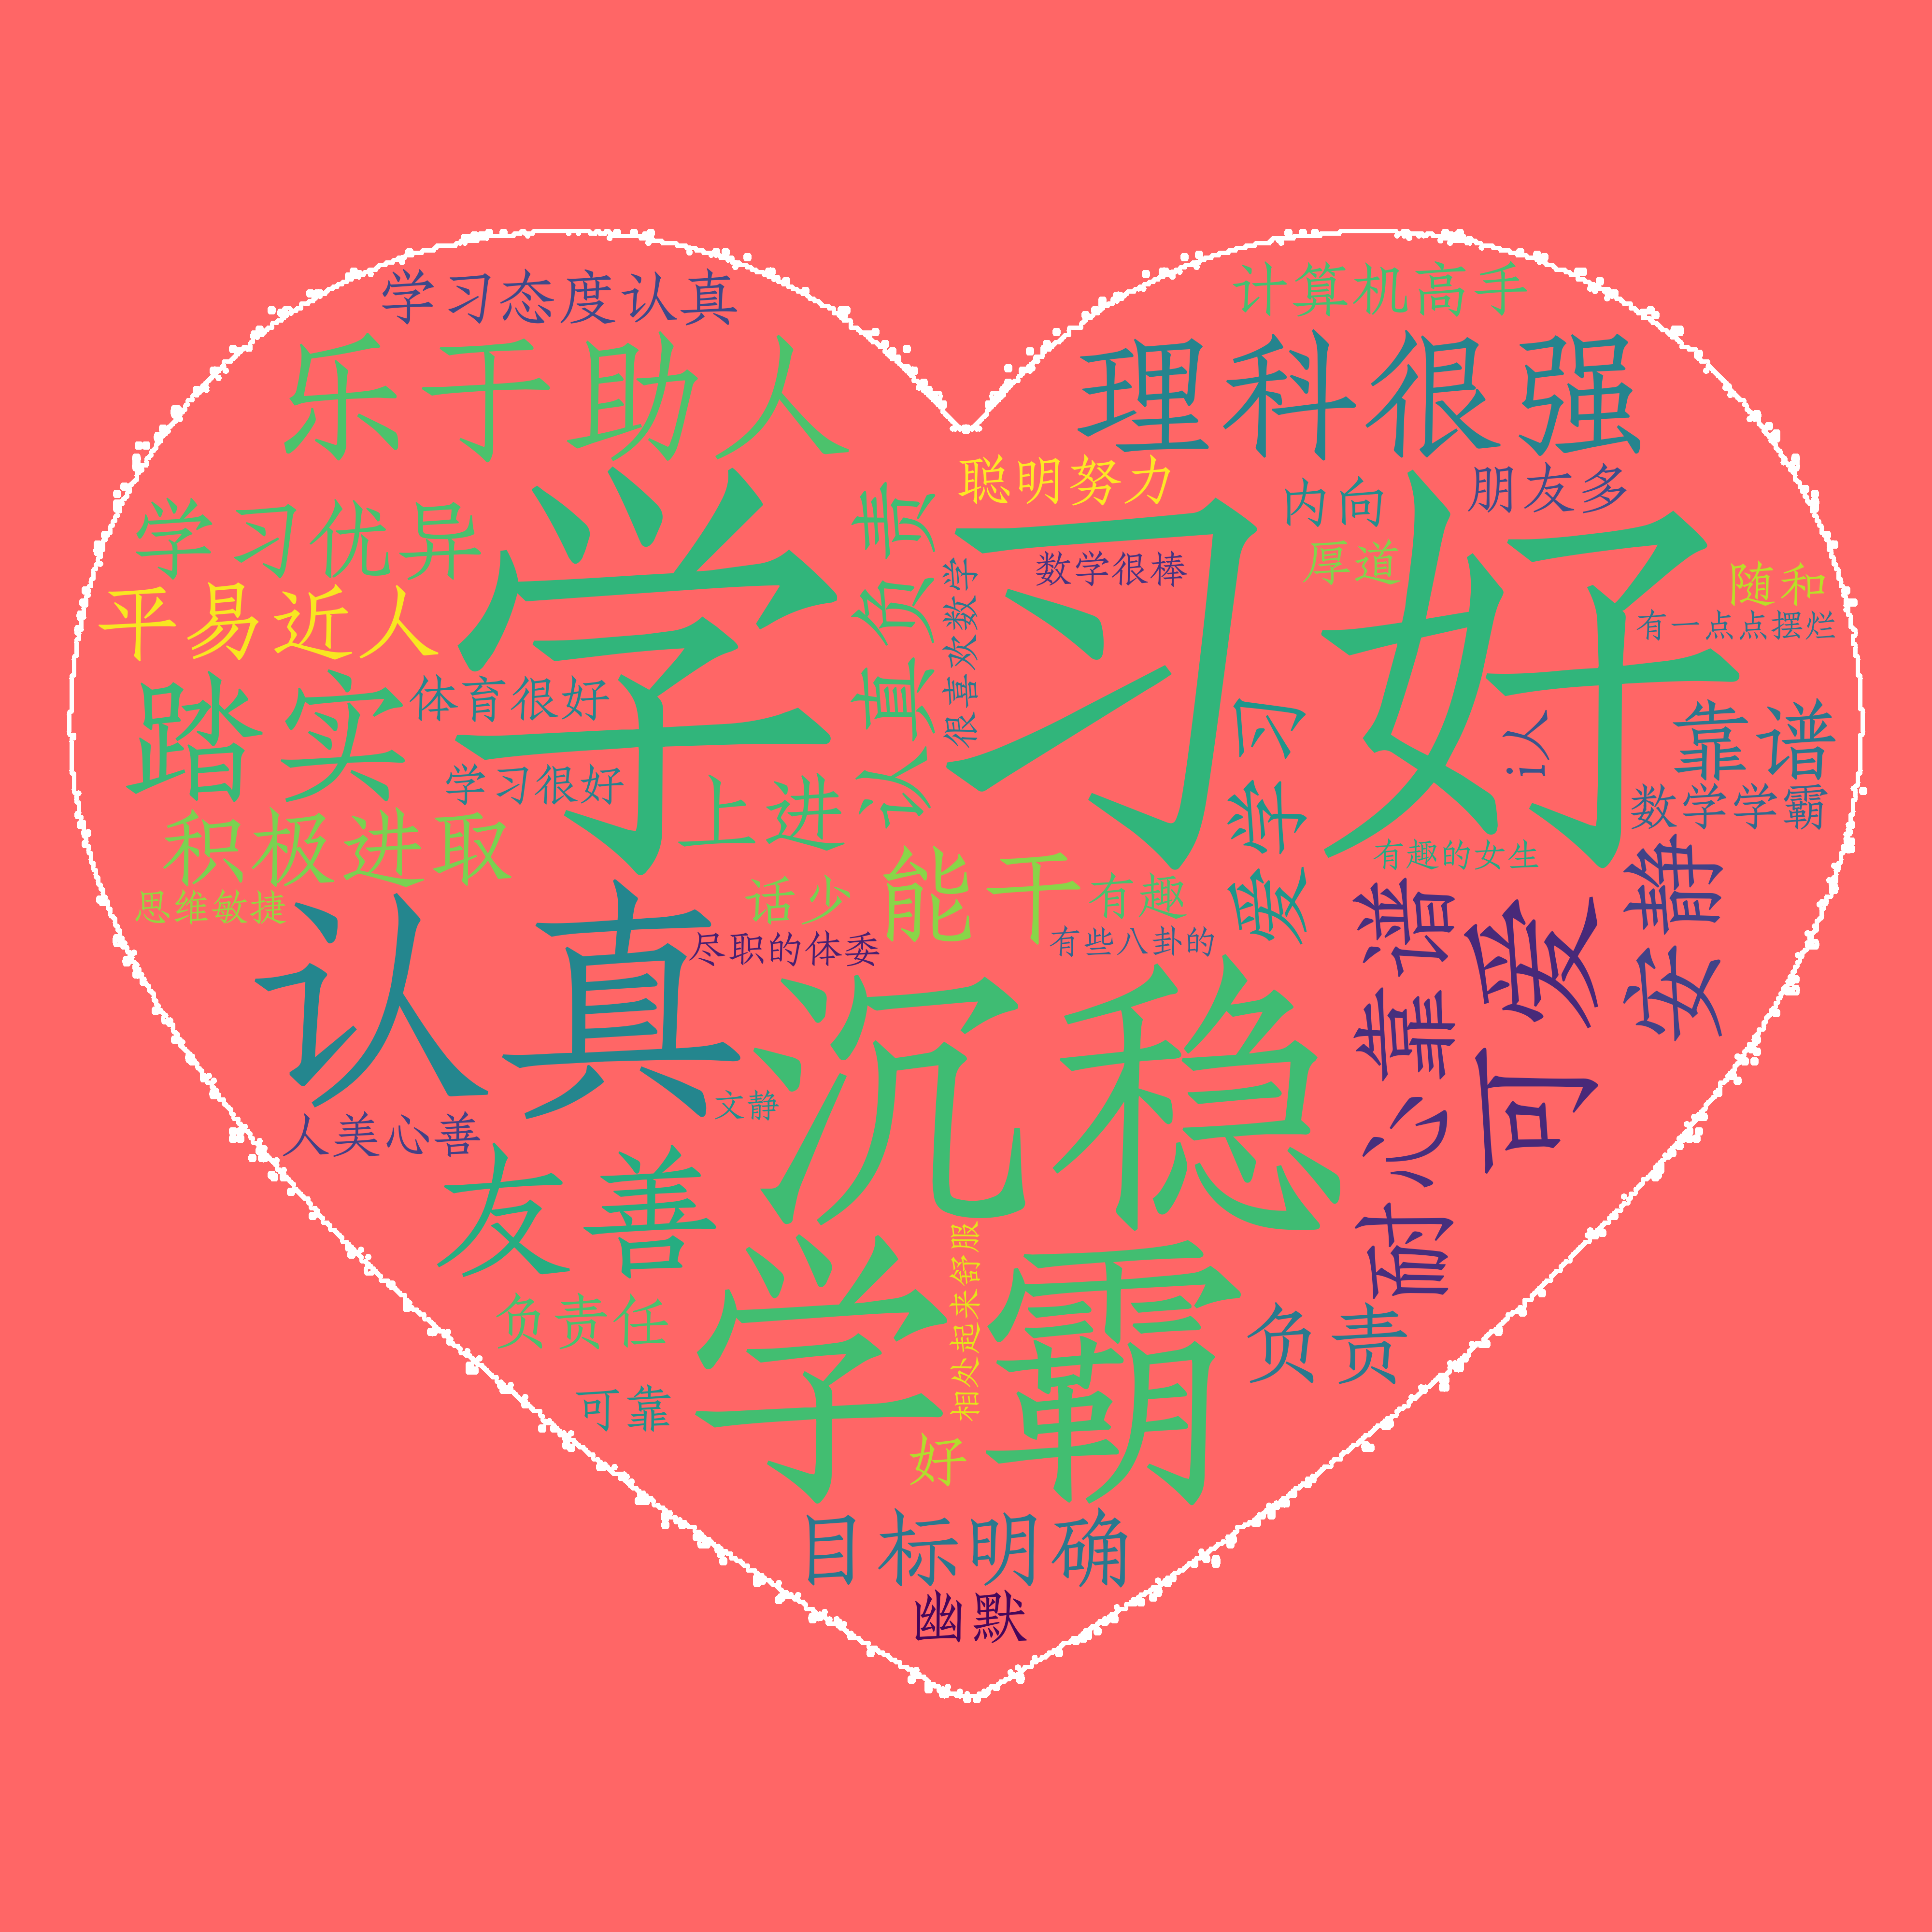 学习态度认真
计算机高手
乐于助人
理科很强
聪明努力
内向
朋友多
学习优异
学习好
认真负责
很喜欢数学
数学很棒
厚道
随和
平易近人
有一点点摆烂
踏实
体育很好
学习很好
上进
爱学习
i人
靠谱
数学学霸
积极进取
思维敏捷
能干
话少
有趣
有趣的女生
尽职的体委
有些八卦的
认真
沉稳
耐心靠谱
可爱
安静
文静
人美心善
友善
负责任
学霸
相处起来舒服
负责
可靠
好
目标明确
幽默